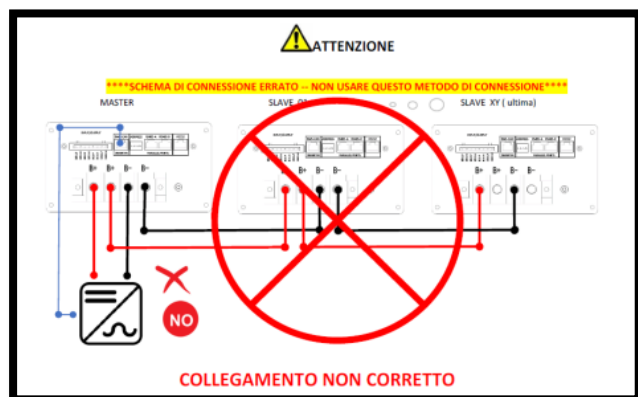 ATTENZIONE
****SCHEMA DI CONNESSIONE ERRATO -- NON USARE QUESTO METODO DI CONNESSIONE****
MASTER SLAVE SLAVE XY ( ultima)
B+ B+ B- B- B+ B- B- B+ B-
NO
COLLEGAMENTO NON CORRETTO